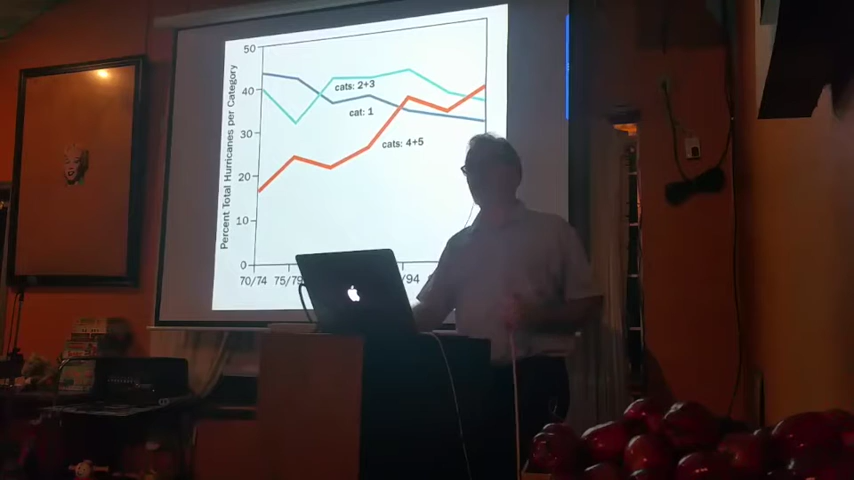 50
40
30
20
10
0
Percent Total Hurricanes per Category
cats: 2+3
cat: 1
cats: 4+5
70/74 75/79
/94